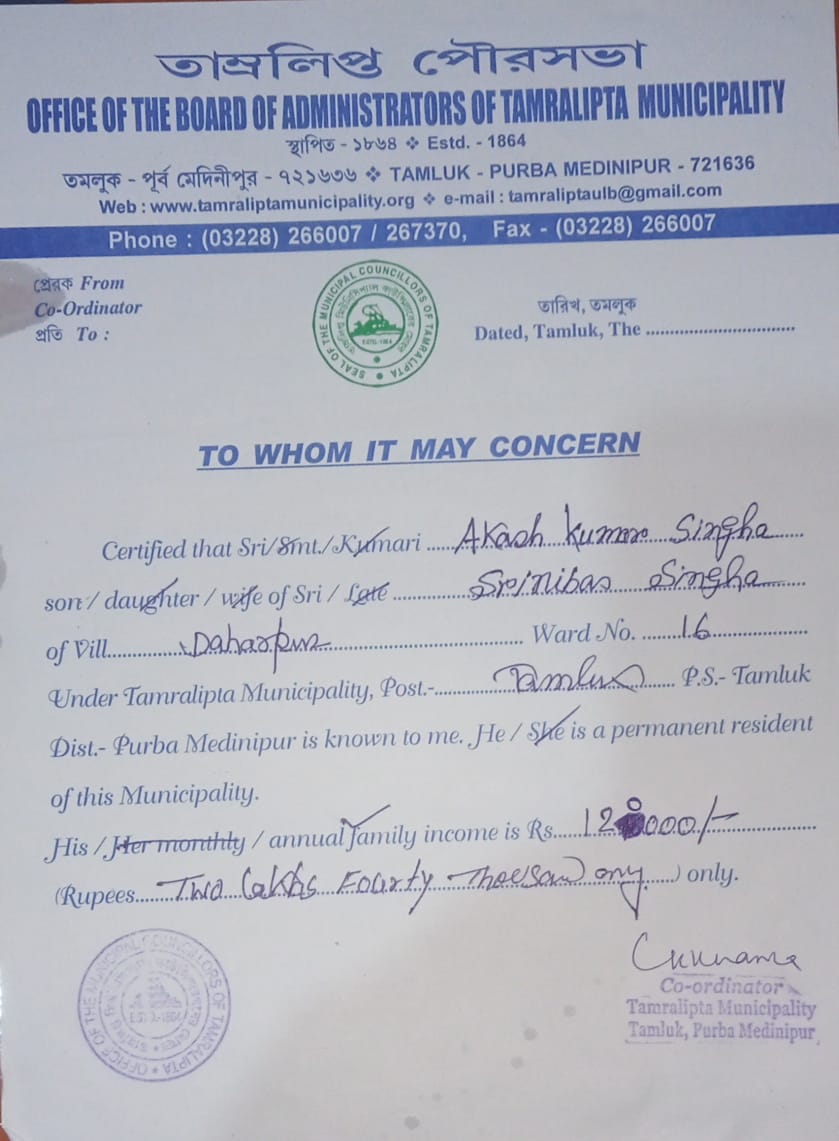 তাম্রলিপ্ত পৌরসভা
OFFICE OF THE BOARD OF ADMINISTRATORS OF TAMRALIPTA MUNICIPALITY
স্থাপিত - ১৮৬৪ ❖ Estd. - 1864
তমলুক - পূর্ব মেদিনীপুর - ৭২১৬৩৬ ❖ TAMLUK - PURBA MEDINIPUR - 721636
Web : www.tamraliptamunicipality.org ❖ e-mail : tamraliptaulb@gmail.com
Phone : (03228) 266007 / 267370, Fax - (03228) 266007
প্রেরক From
Co-Ordinator
প্রতি To :
SEAL OF THE MUNICIPAL COUNCILLORS OF TAMRALIPTA
ESTD.-1864
তারিখ, তমলুক
Dated, Tamluk, The ..............................
TO WHOM IT MAY CONCERN
Certified that Sri/Smt./Kumari ..... Akash Kumar Singha
son / daughter / wife of Sri / Late .............. Srinibas Singha
of Vill............ Daharpur .............................. Ward No. ....... 16 ..................
Under Tamralipta Municipality, Post.-........... Tamluk ...... P.S.- Tamluk
Dist.- Purba Medinipur is known to me. He / She is a permanent resident
of this Municipality.
His / Her monthly / annual family income is Rs..... 12 000/- ..............
(Rupees...... Two Lakhs Fourty Thousand only. .....) only.
OFFICE OF THE MUNICIPAL COUNCILLORS OF TAMRALIPTA
ESTD.-1864
Co-ordinator
Tamralipta Municipality
Tamluk, Purba Medinipur